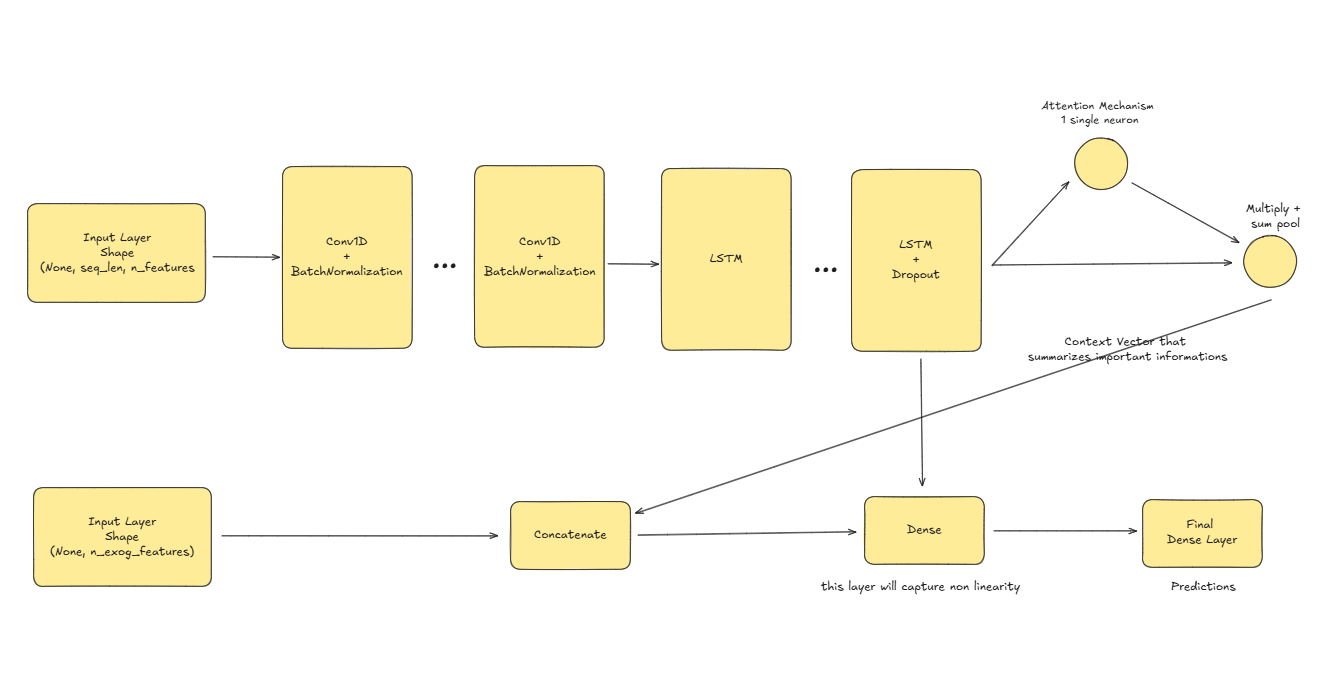 Attention Mechanism
1 single neuron
Multiply +
sum pool
Input Layer
Shape
(None, seq_len, n_features
Conv1D
+
BatchNormalization
...
Conv1D
+
BatchNormalization
LSTM
...
LSTM
+
Dropout
Context Vector that
summarizes important informations
Input Layer
Shape
(None, n_exog_features)
Concatenate
Dense
Final
Dense Layer
this layer will capture non linearity
Predictions